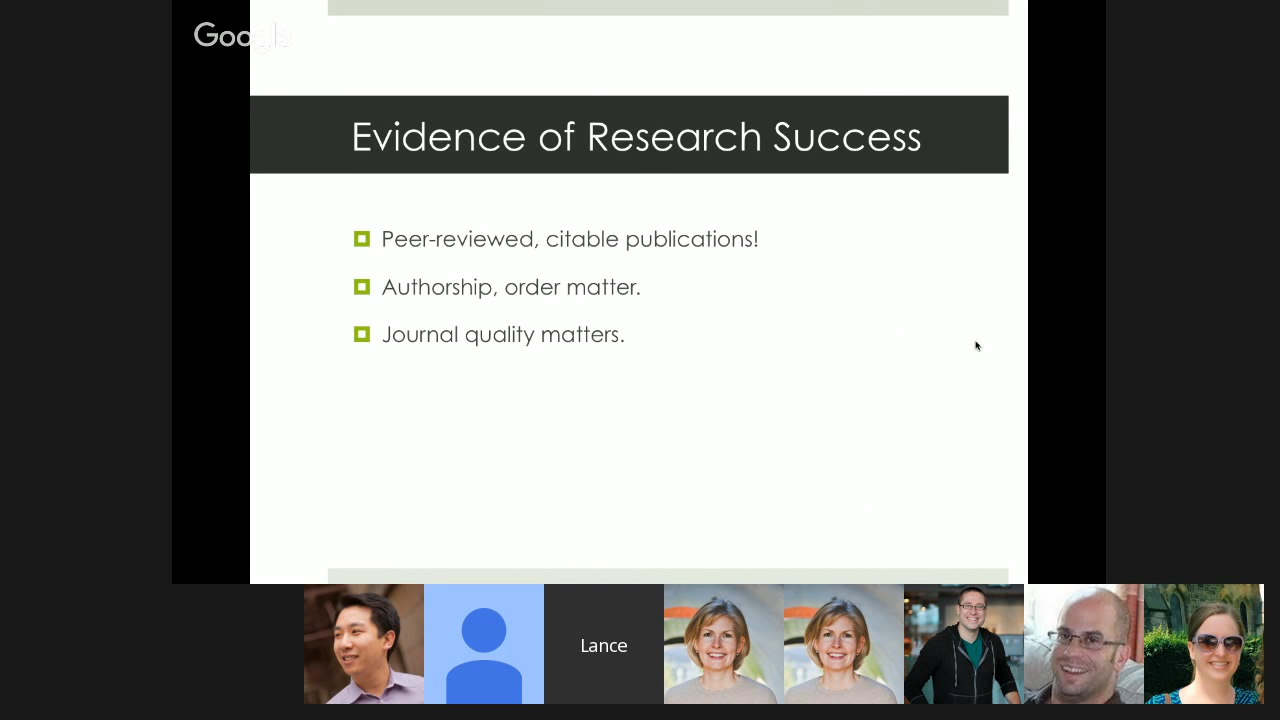 Google
Evidence of Research Success
Peer-reviewed, citable publications!
Authorship, order matter.
Journal quality matters.
Lance